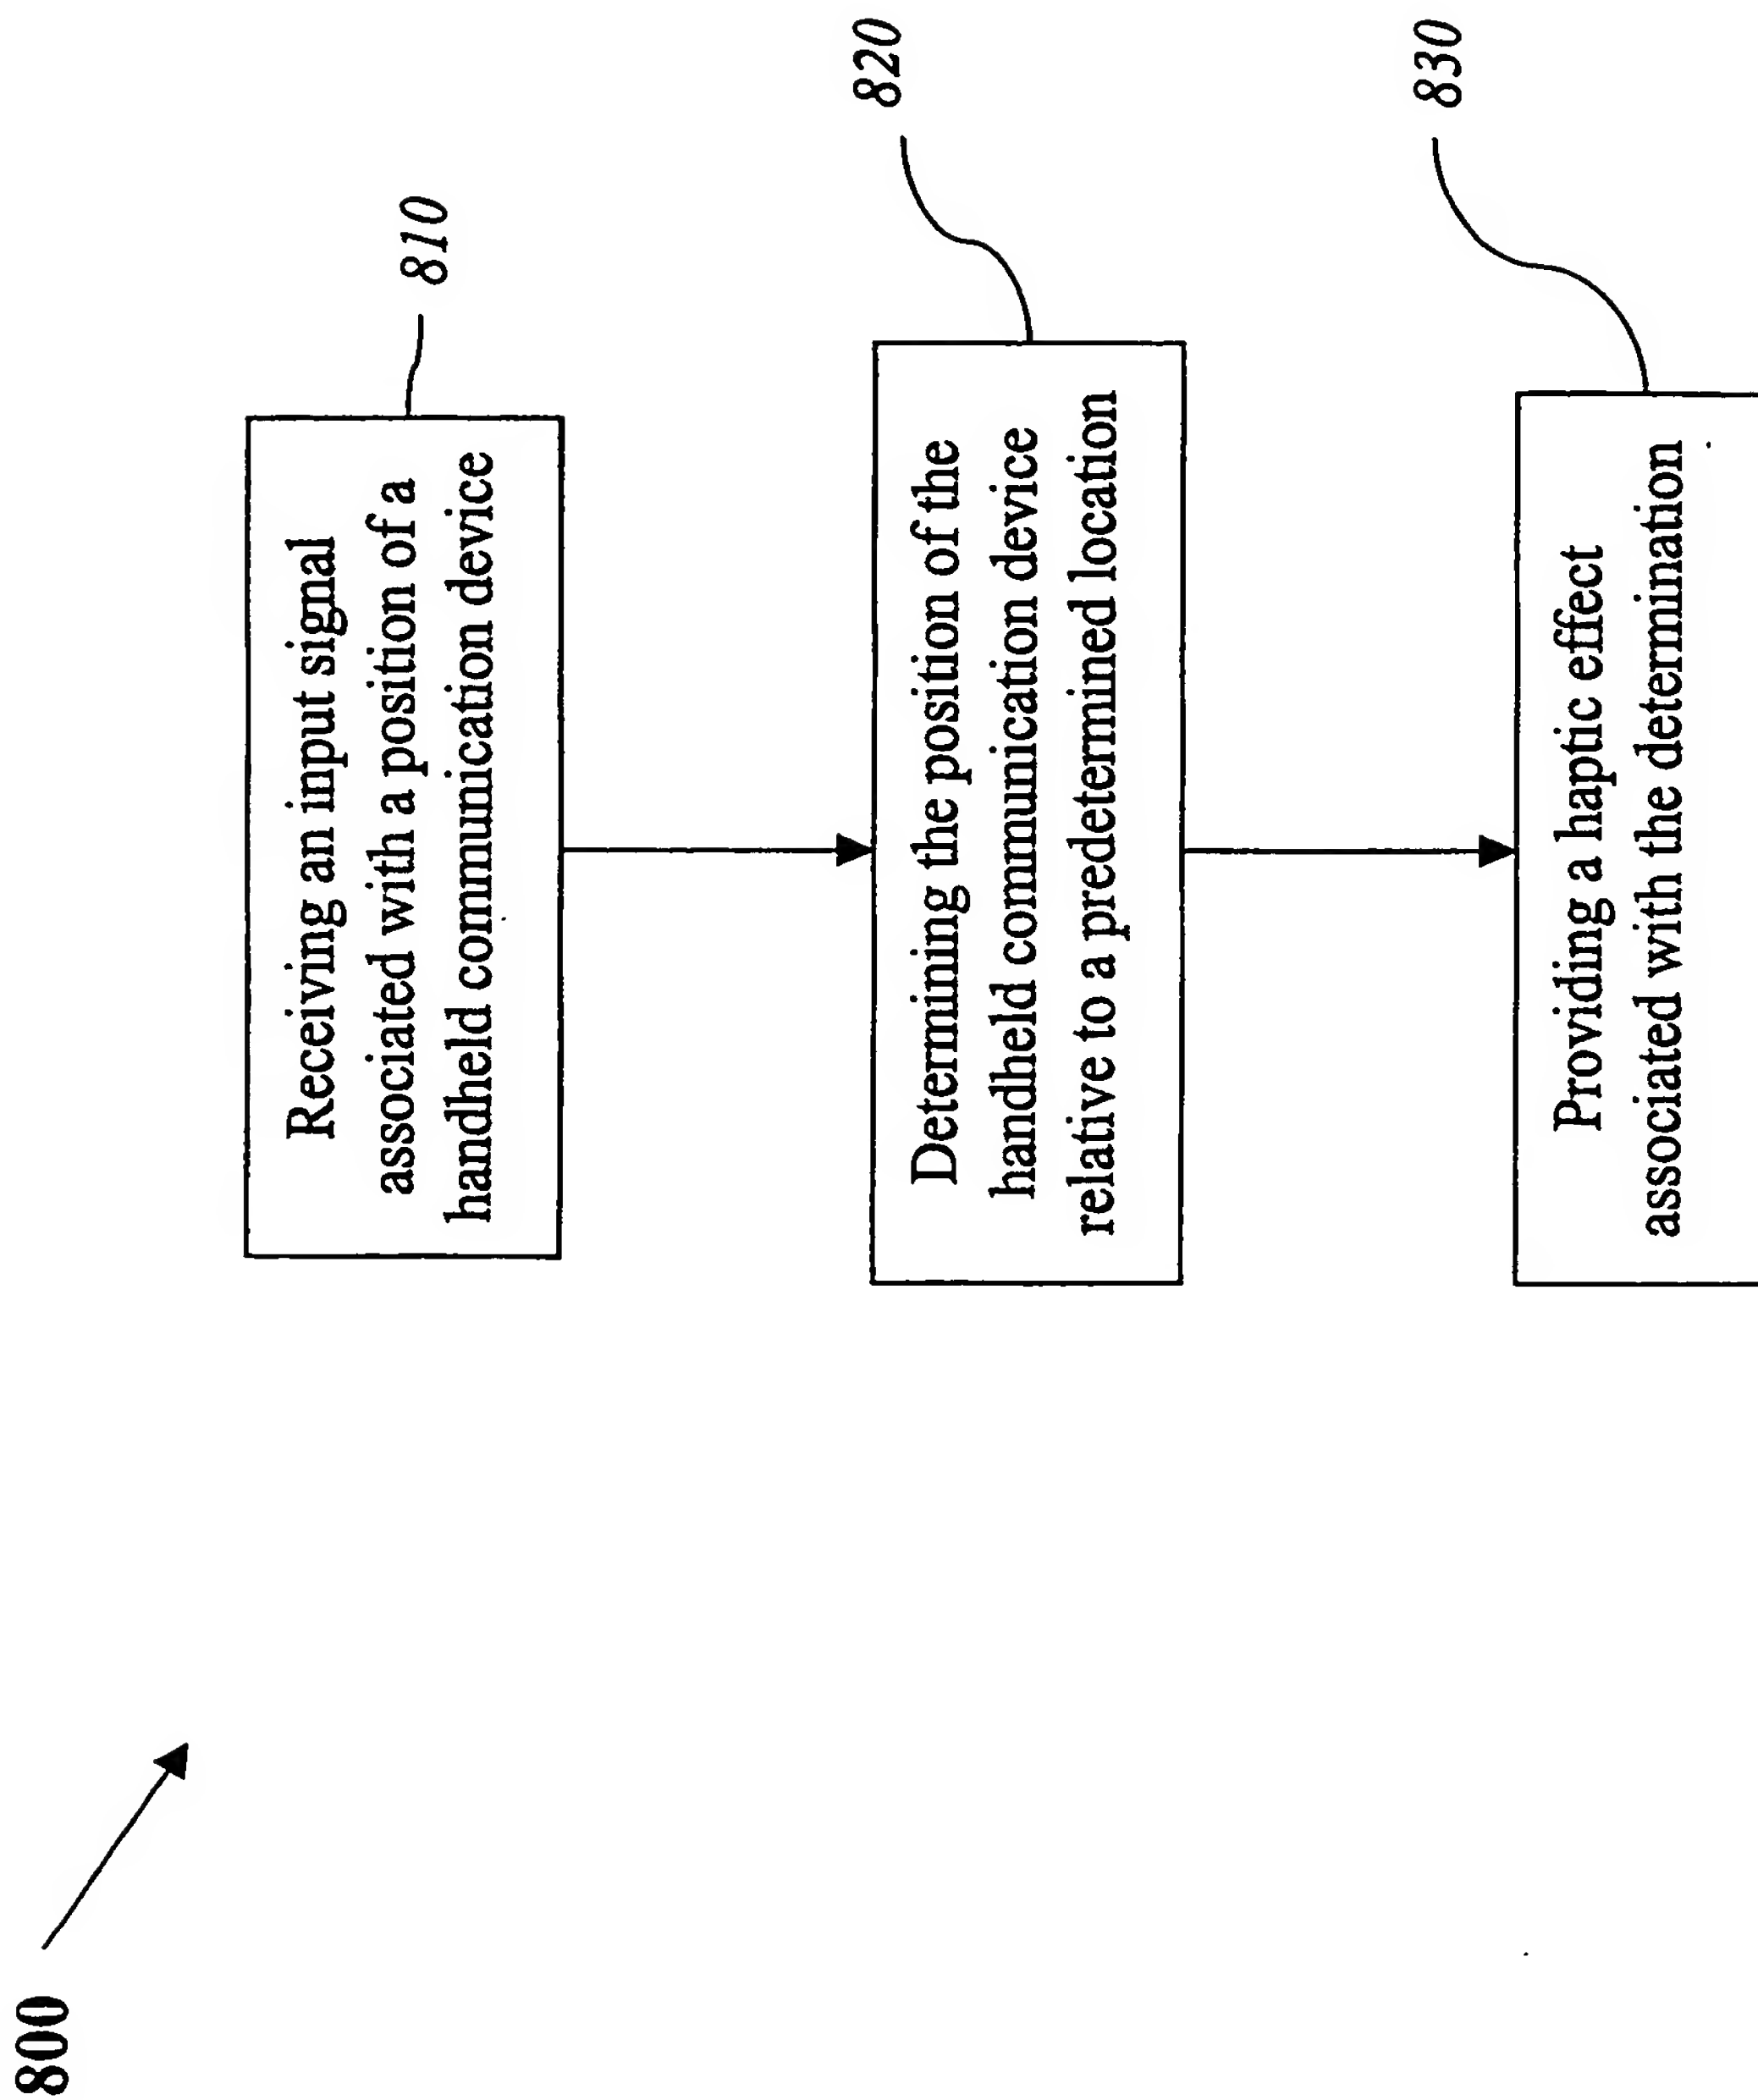 800
Receiving an input signal
associated with a position of a
handheld communication device
810
Determining the position of the
handheld communication device
relative to a predetermined location
820
Providing a haptic effect
associated with the determination
830